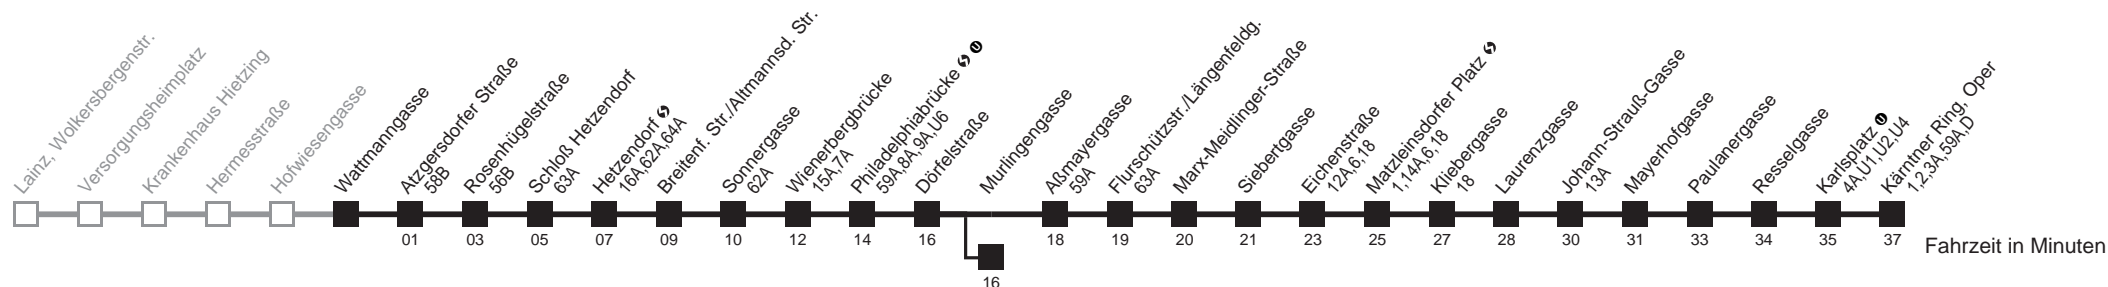 Lainz, Wolkersbergenstr.
Versorgungsheimplatz
Krankenhaus Hietzing
Hermesstraße
Hofwiesengasse
Wattmanngasse
Atzgersdorfer Straße
58B
Rosenhügelstraße
56B
Schloß Hetzendorf
63A
Hetzendorf S
16A,62A,64A
Breitenf. Str./Altmannsd. Str.
Sonnergasse
62A
Wienerbergbrücke
15A,7A
Philadelphiabrücke S U
59A,8A,9A,U6
Dörfelstraße
Murlingengasse
Aßmayergasse
59A
Flurschützstr./Längenfeldg.
63A
Marx-Meidlinger-Straße
Siebertgasse
Eichenstraße
12A,6,18
Matzleinsdorfer Platz S
1,14A,6,18
Kliebergasse
18
Laurenzgasse
Johann-Strauß-Gasse
13A
Mayerhofgasse
Paulanergasse
Resselgasse
Karlsplatz U
4A,U1,U2,U4
Kärntner Ring, Oper
1,2,3A,59A,D
01 03 05 07 09 10 12 14 16 18 19 20 21 23 25 27 28 30 31 33 34 35 37
Fahrzeit in Minuten
16